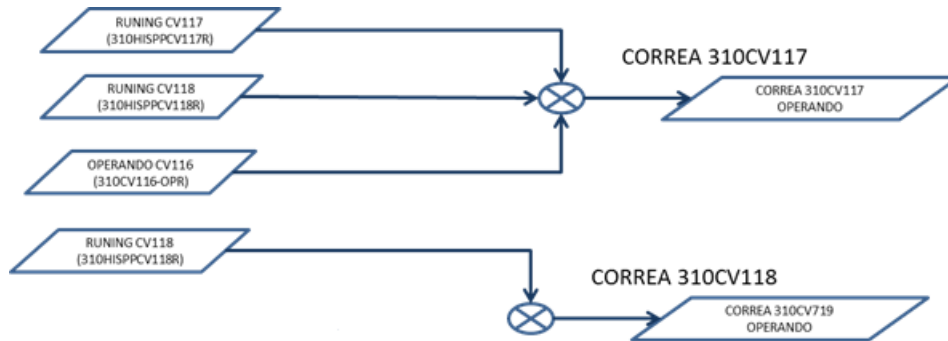 RUNING CV117
(310HISPPCV117R)
CORREA 310CV117
RUNING CV118
(310HISPPCV118R)
CORREA 310CV117
OPERANDO
OPERANDO CV116
(310CV116-OPR)
RUNING CV118
(310HISPPCV118R)
CORREA 310CV118
CORREA 310CV719
OPERANDO